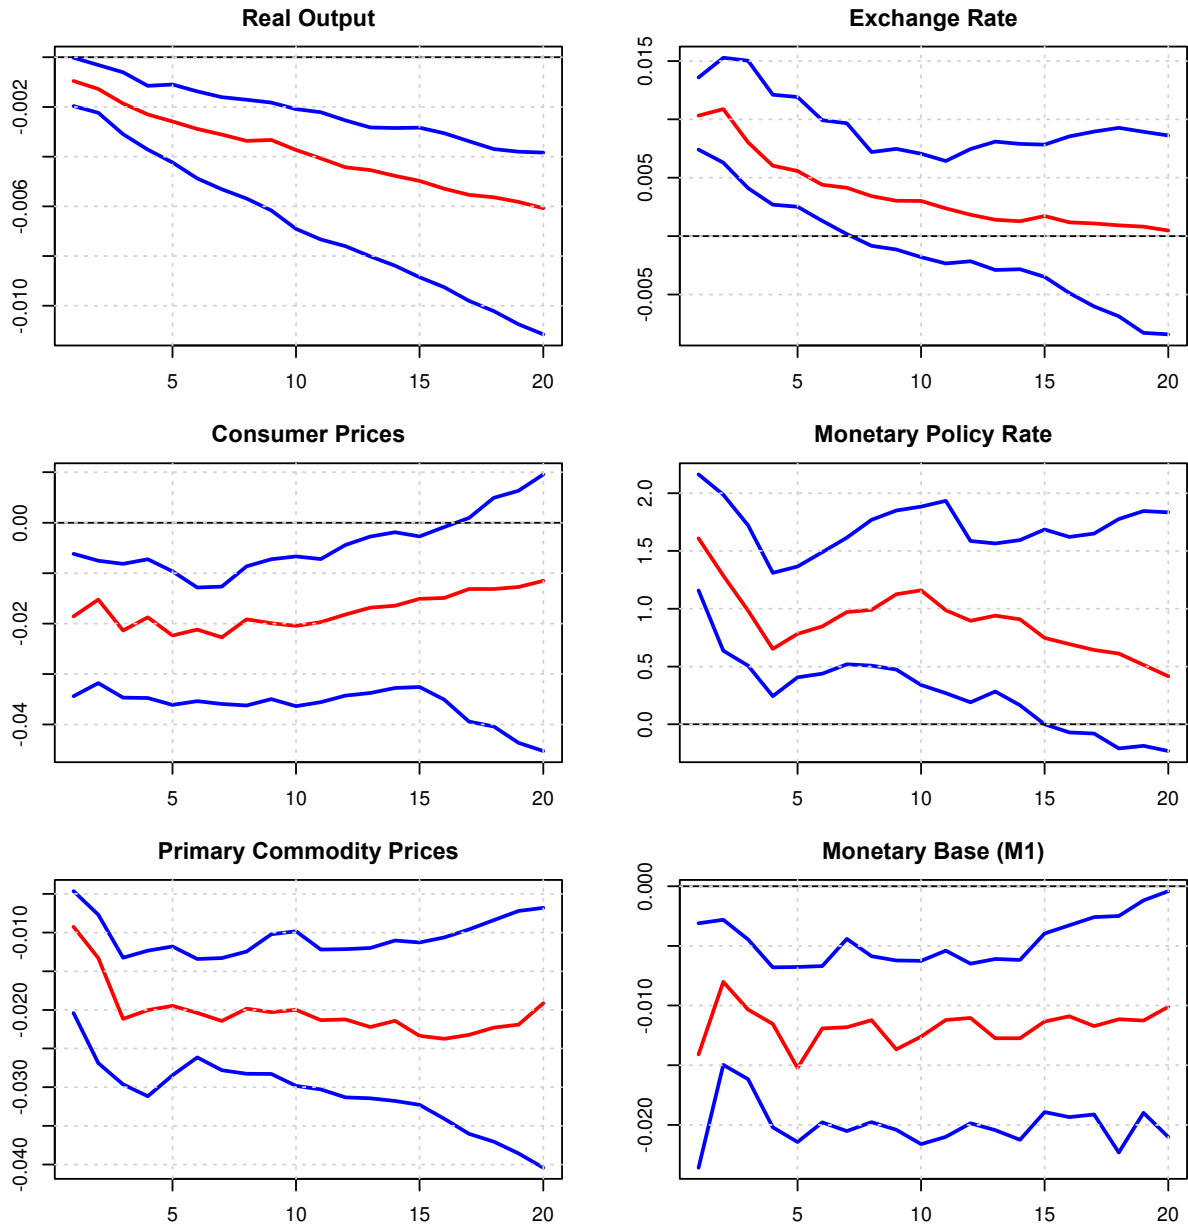 Real Output
-0.002
-0.006
-0.010
5 10 15 20
Exchange Rate
0.015
0.005
-0.005
5 10 15 20
Consumer Prices
0.00
-0.02
-0.04
5 10 15 20
Monetary Policy Rate
2.0
1.5
1.0
0.5
0.0
5 10 15 20
Primary Commodity Prices
-0.010
-0.020
-0.030
-0.040
5 10 15 20
Monetary Base (M1)
0.000
-0.010
-0.020
5 10 15 20